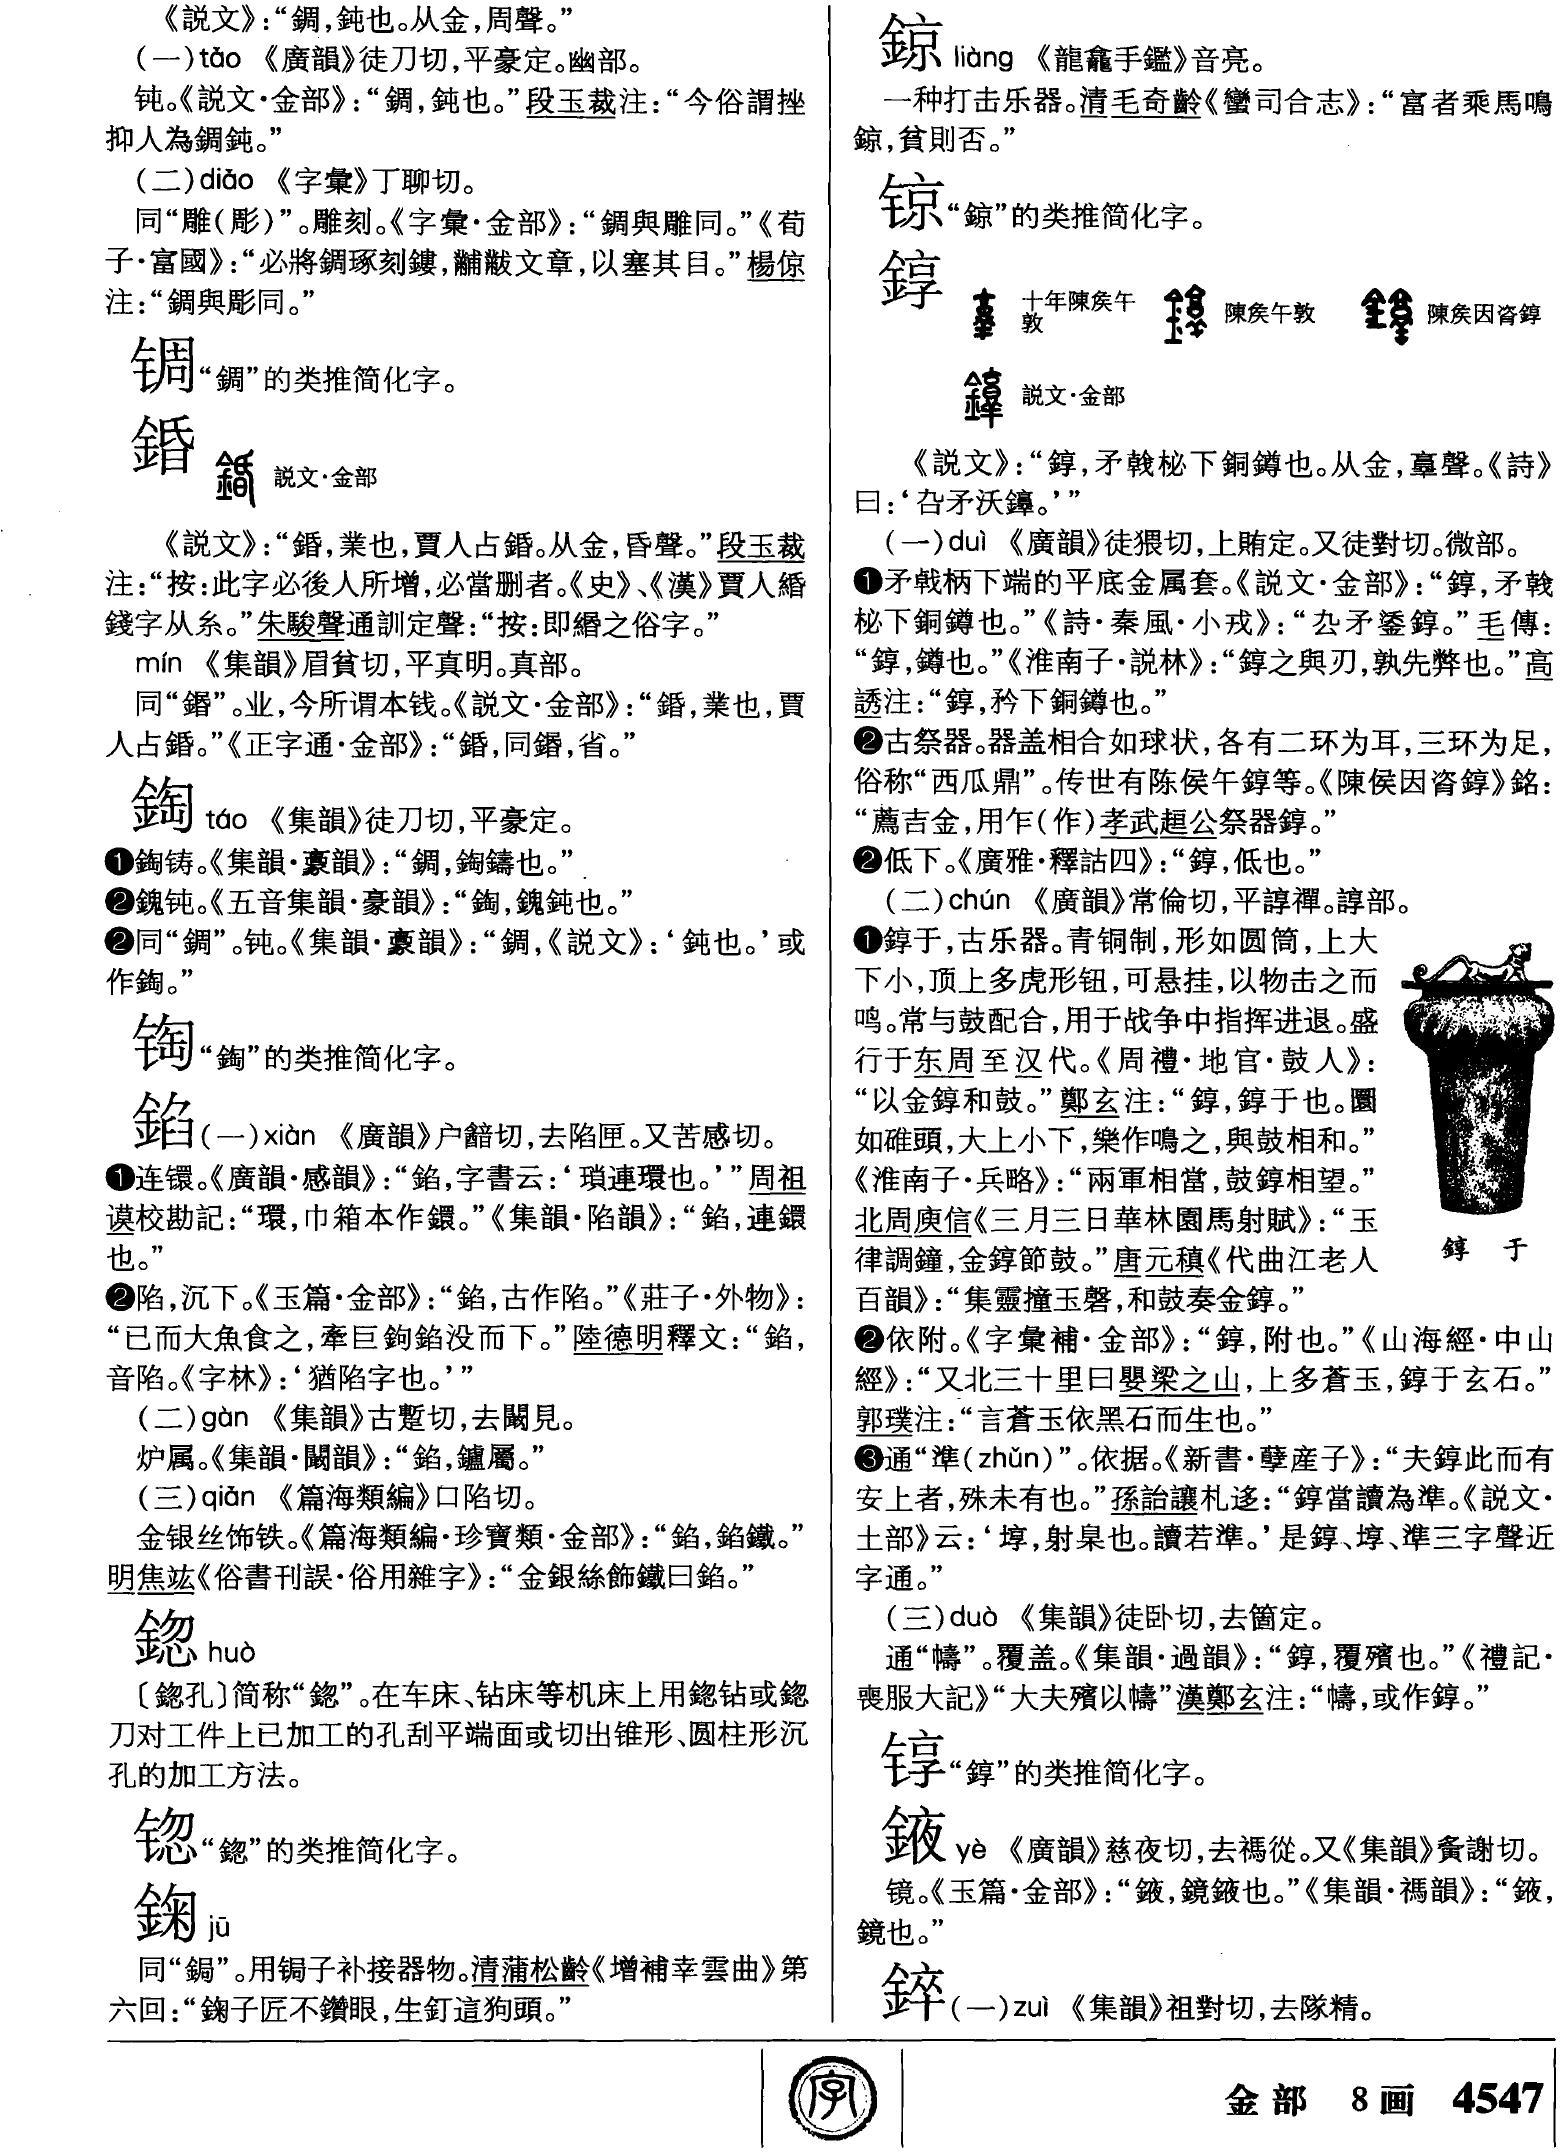 《説文》：“錭，鈍也。从金，周聲。”
(一)táo 《廣韻》徒刀切，平豪定。幽部。
钝。《説文·金部》：“錭，鈍也。”段玉裁注：“今俗謂挫
抑人為錭鈍。”
(二)diāo 《字彙》丁聊切。
同“雕(彫)”。雕刻。《字彙·金部》：“錭與雕同。”《荀
子·富國》：“必將錭琢刻鏤，黼黻文章，以塞其目。”楊倞
注：“錭與彫同。”
锎“錭”的类推简化字。
錉 説文·金部
《説文》：“錉，業也，賈人占錉。从金，昏聲。”段玉裁
注：“按：此字必後人所增，必當删者。《史》、《漢》賈人緡
錢字从糸。”朱駿聲通訓定聲：“按：即緡之俗字。”
mín 《集韻》眉貧切，平真明。真部。
同“鍲”。业，今所谓本钱。《説文·金部》：“錉，業也，賈
人占錉。”《正字通·金部》：“錉，同鍲，省。”
鋾 táo 《集韻》徒刀切，平豪定。
❶鋾铸。《集韻·豪韻》：“錭，鋾鑄也。”
❷鎴钝。《五音集韻·豪韻》：“鋾，鎴鈍也。”
❷同“錭”。钝。《集韻·豪韻》：“錭，《説文》：‘鈍也。’或
作鋾。”
“鋾”的类推简化字。
錎(一)xiàn 《廣韻》户韽切，去陷匣。又苦感切。
❶连镮。《廣韻·感韻》：“錎，字書云：‘瑣連環也。’”周祖
谟校勘記：“環，巾箱本作鐶。”《集韻·陷韻》：“錎，連鐶
也。”
❷陷，沉下。《玉篇·金部》：“錎，古作陷。”《莊子·外物》：
“已而大魚食之，牽巨鉤錎没而下。”陸德明釋文：“錎，
音陷。《字林》：‘猶陷字也。’”
(二)gàn 《集韻》古蹔切，去闞見。
炉属。《集韻·闞韻》：“錎，鑪屬。”
(三)qiǎn 《篇海類編》口陷切。
金银丝饰铁。《篇海類編·珍寶類·金部》：“錎，錎鐵。”
明焦竑《俗書刊誤·俗用雜字》：“金銀絲飾鐵曰錎。”
鍃 huò
〔鍃孔〕简称“鍃”。在车床、钻床等机床上用鍃钻或鍃
刀对工件上已加工的孔刮平端面或切出锥形、圆柱形沉
孔的加工方法。
锪“鍃”的类推简化字。
䤣 jū
同“鋦”。用锔子补接器物。清蒲松齡《增補幸雲曲》第
六回：“䤣子匠不鑽眼，生釘這狗頭。”
鍄 liàng 《龍龕手鑑》音亮。
一种打击乐器。清毛奇齡《蠻司合志》：“富者乘馬鳴
鍄，貧則否。”
“鍄”的类推简化字。
錞 十年陳矦午敦 陳矦午敦 陳矦因𦣞錞
説文·金部
《説文》：“錞，矛戟柲下銅鐏也。从金，𦎫聲。《詩》
曰：‘厹矛沃錞。’”
(一)duì 《廣韻》徒猥切，上賄定。又徒對切。微部。
❶矛戟柄下端的平底金属套。《説文·金部》：“錞，矛戟
柲下銅鐏也。”《詩·秦風·小戎》：“厹矛鋈錞。”毛傳：
“錞，鐏也。”《淮南子·説林》：“錞之與刃，孰先弊也。”高
誘注：“錞，矜下銅鐏也。”
❷古祭器。器盖相合如球状，各有二环为耳，三环为足，
俗称“西瓜鼎”。传世有陈侯午錞等。《陳侯因𦣞錞》銘：
“薦吉金，用乍(作)孝武趄公祭器錞。”
❷低下。《廣雅·釋詁四》：“錞，低也。”
(二)chún 《廣韻》常倫切，平諄禪。諄部。
❶錞于，古乐器。青铜制，形如圆筒，上大
下小，顶上多虎形钮，可悬挂，以物击之而
鸣。常与鼓配合，用于战争中指挥进退。盛
行于东周至汉代。《周禮·地官·鼓人》：
“以金錞和鼓。”鄭玄注：“錞，錞于也。圜
如碓頭，大上小下，樂作鳴之，與鼓相和。”
《淮南子·兵略》：“兩軍相當，鼓錞相望。”
北周庾信《三月三日華林園馬射賦》：“玉
律調鐘，金錞節鼓。”唐元稹《代曲江老人
百韻》：“集靈撞玉磬，和鼓奏金錞。”
錞 于
❷依附。《字彙補·金部》：“錞，附也。”《山海經·中山
經》：“又北三十里曰嬰梁之山，上多蒼玉，錞于玄石。”
郭璞注：“言蒼玉依黑石而生也。”
❸通“準(zhǔn)”。依据。《新書·孽産子》：“夫錞此而有
安上者，殊未有也。”孫詒讓札迻：“錞當讀為準。《説文·
土部》云：‘埻，射臬也。讀若準。’是錞、埻、準三字聲近
字通。”
(三)duò 《集韻》徒卧切，去箇定。
通“幬”。覆盖。《集韻·過韻》：“錞，覆殯也。”《禮記·
喪服大記》“大夫殯以幬”漢鄭玄注：“幬，或作錞。”
“錞”的类推简化字。
鎁 yè 《廣韻》慈夜切，去禡從。又《集韻》夤謝切。
镜。《玉篇·金部》：“䤳，鏡䤳也。”《集韻·禡韻》：“䤳，
鏡也。”
錊(一)zuì 《集韻》祖對切，去隊精。
字
金部 8画 4547